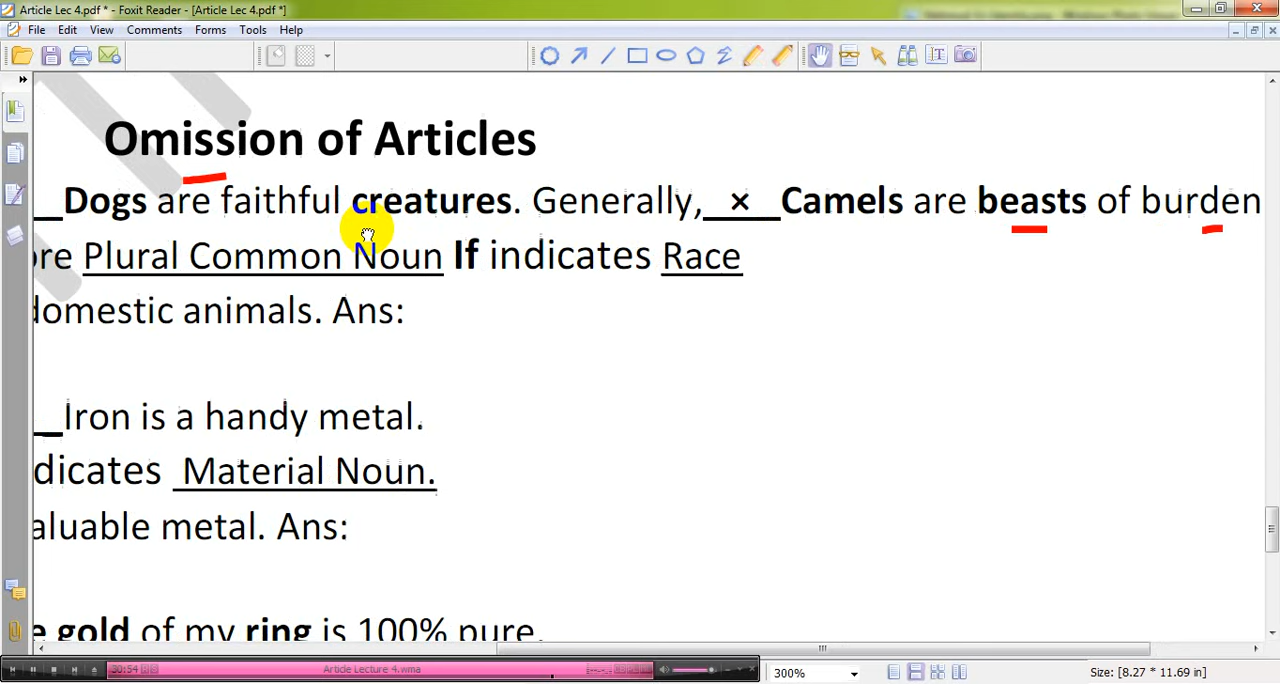 Article Lec 4.pdf * - Foxit Reader - [Article Lec 4.pdf *]
File Edit View Comments Forms Tools Help
Omission of Articles
__Dogs are faithful creatures. Generally,__×__Camels are beasts of burden
ore Plural Common Noun If indicates Race
domestic animals. Ans:
__Iron is a handy metal.
dicates Material Noun.
aluable metal. Ans:
e gold of my ring is 100% pure.
30:54 Article Lecture 4.wma
300% Size: [8.27 * 11.69 in]